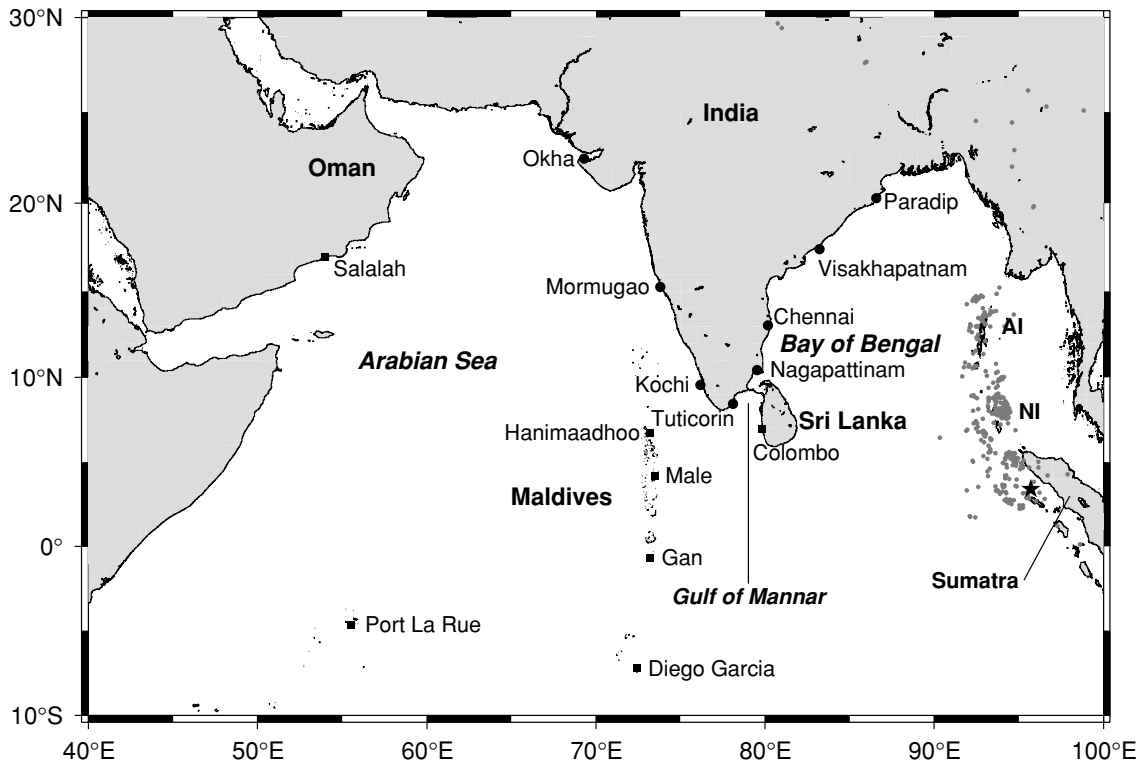 30°N
India
Okha
Oman
20°N
Paradip
Salalah
Visakhapatnam
Mormugao
Chennai
AI
Bay of Bengal
Arabian Sea
Nagapattinam
10°N
Kochi
NI
Tuticorin
Sri Lanka
Hanimaadhoo
Colombo
Male
Maldives
0°
Gan
Sumatra
Gulf of Mannar
Port La Rue
Diego Garcia
10°S
40°E
50°E
60°E
70°E
80°E
90°E
100°E